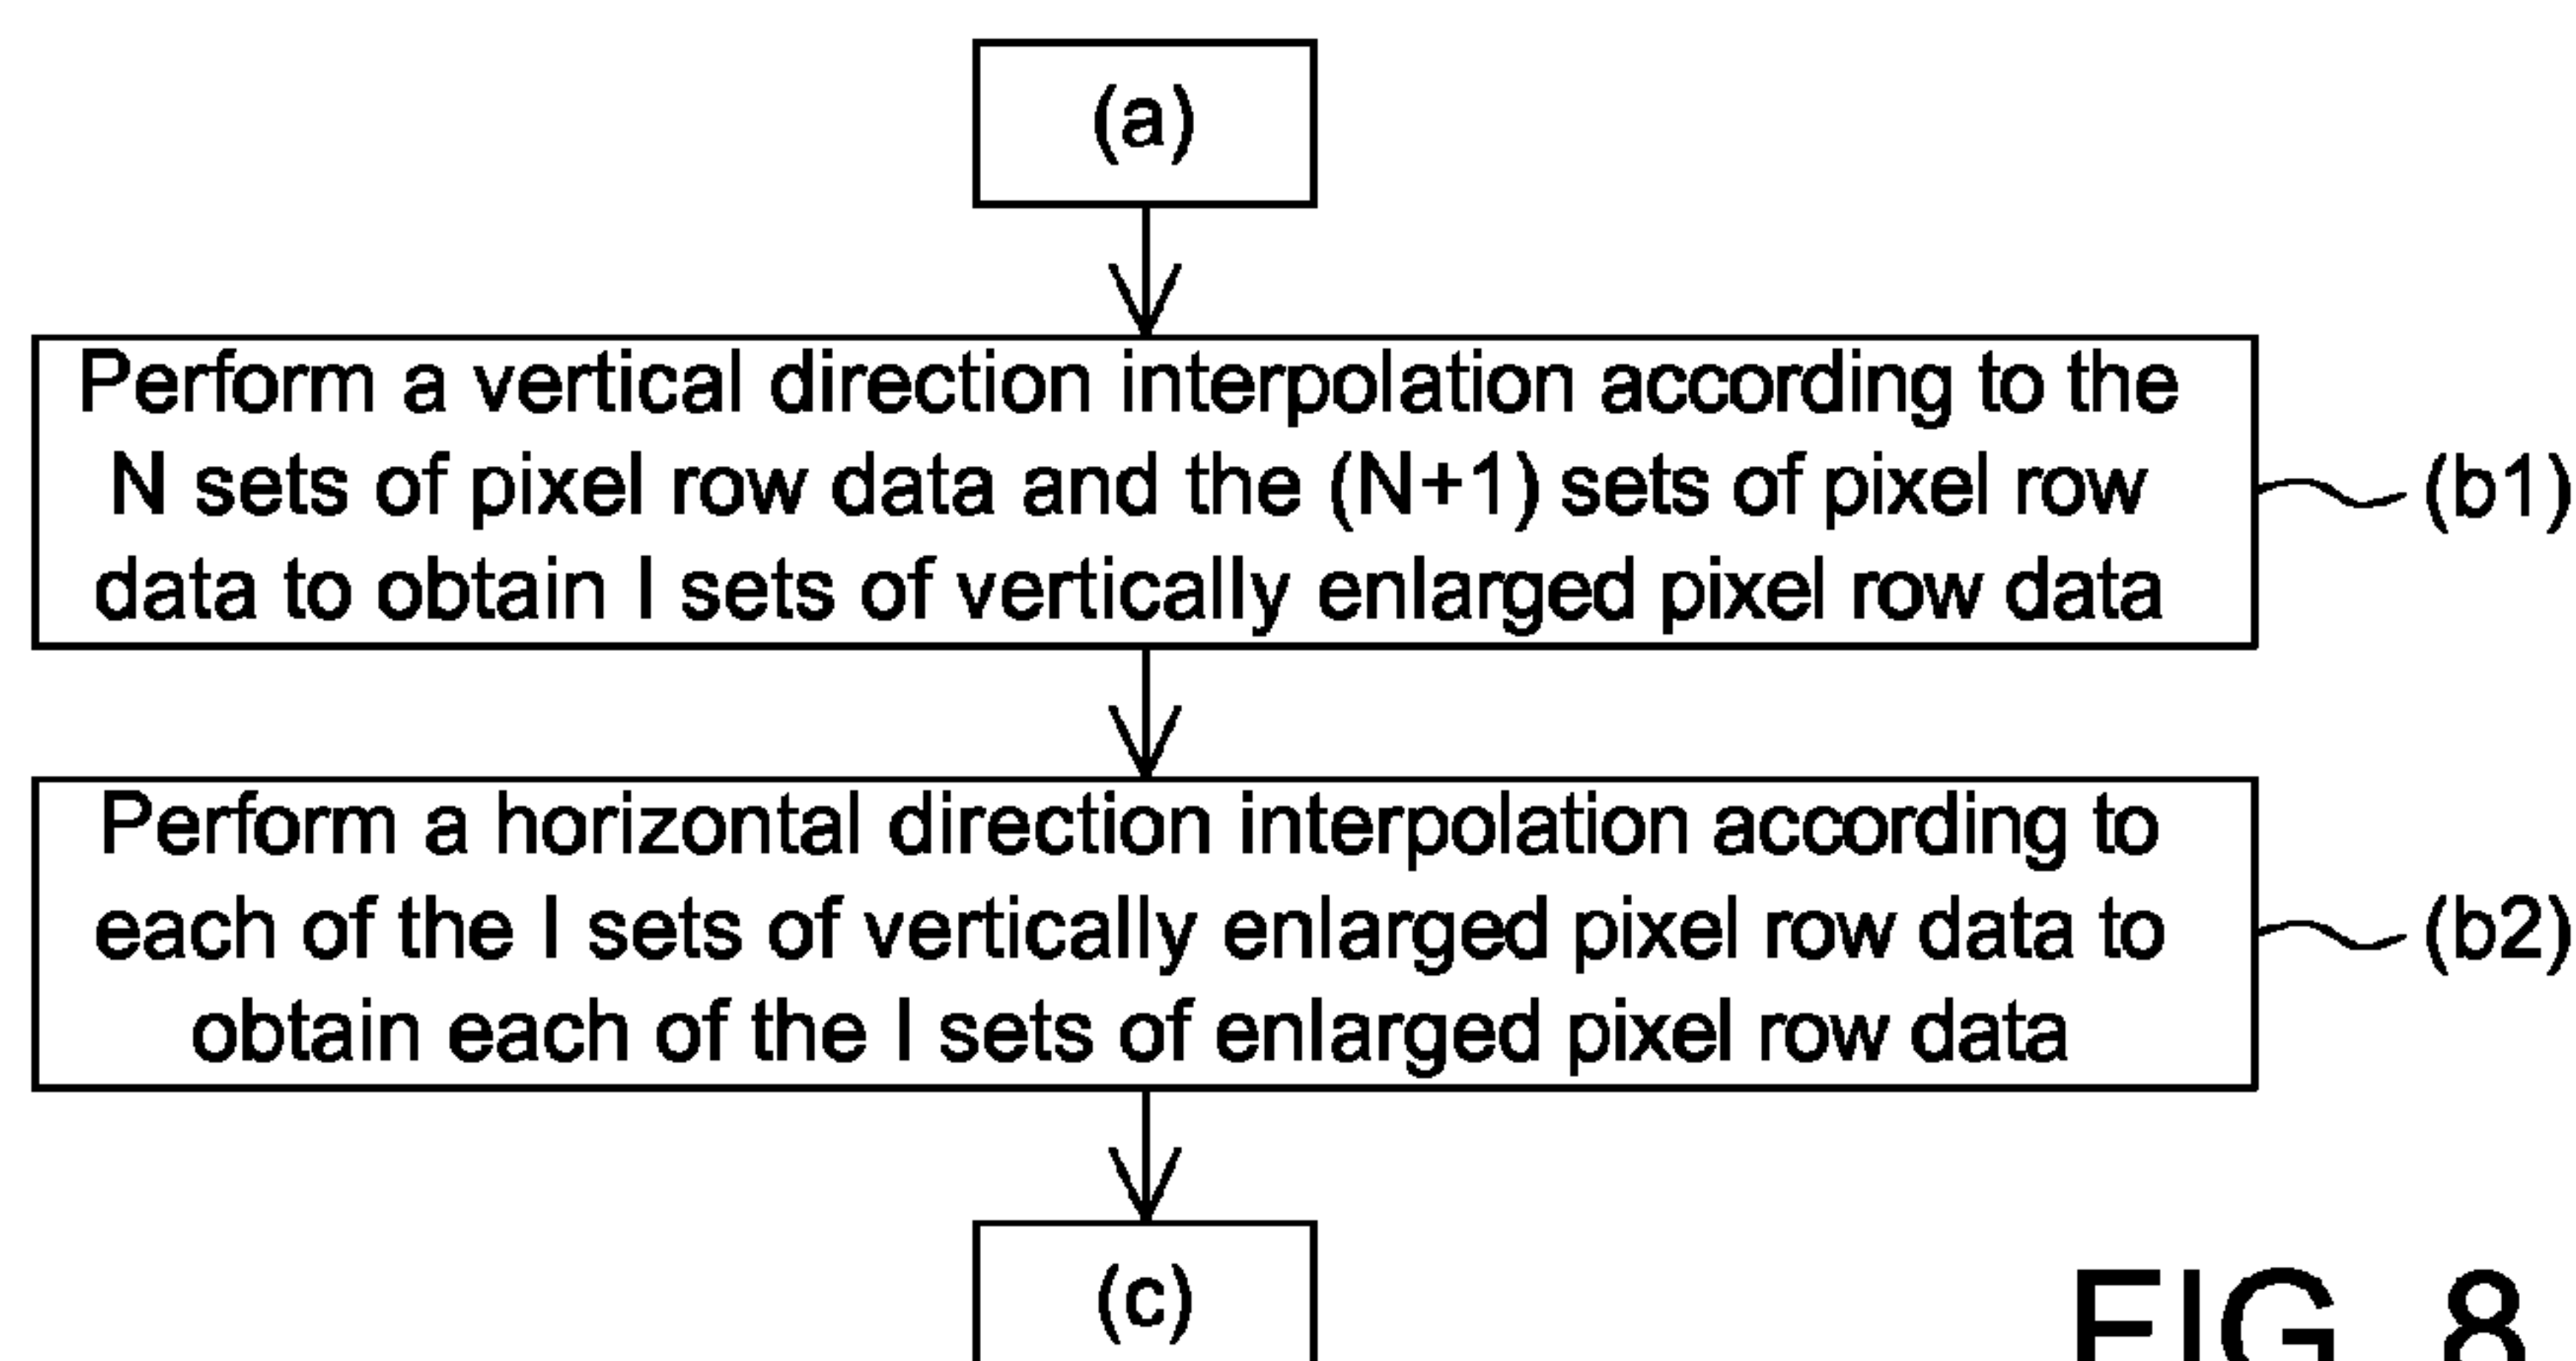 (a)
Perform a vertical direction interpolation according to the
N sets of pixel row data and the (N+1) sets of pixel row
data to obtain I sets of vertically enlarged pixel row data
(b1)
Perform a horizontal direction interpolation according to
each of the I sets of vertically enlarged pixel row data to
obtain each of the I sets of enlarged pixel row data
(b2)
(c)
FIG. 8